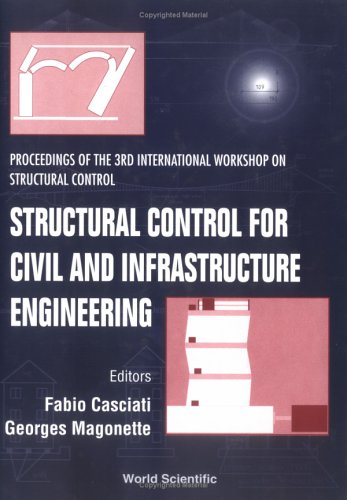 Copyrighted Material
109
PROCEEDINGS OF THE 3RD INTERNATIONAL WORKSHOP ON
STRUCTURAL CONTROL
STRUCTURAL CONTROL FOR
CIVIL AND INFRASTRUCTURE
ENGINEERING
Editors
Fabio Casciati
Georges Magonette
World Scientific
Copyrighted Material